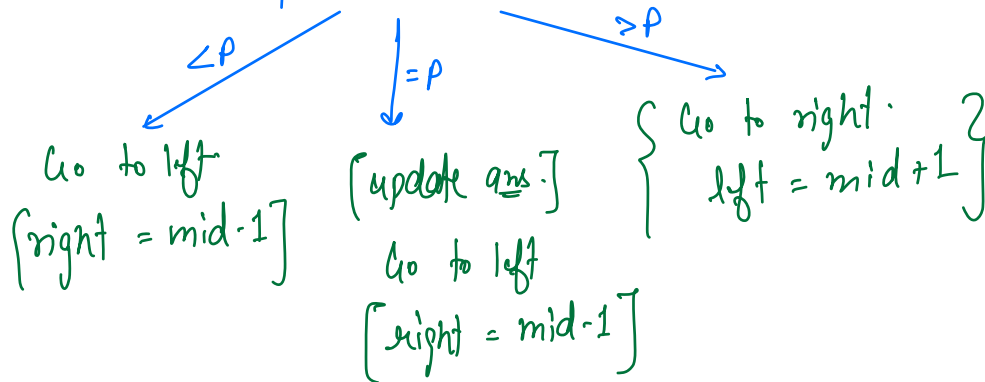 <P
=P
>P
Go to left.
[right = mid-1]
[update ans.]
Go to left
[right = mid-1]
{ Go to right.
left = mid+1 }